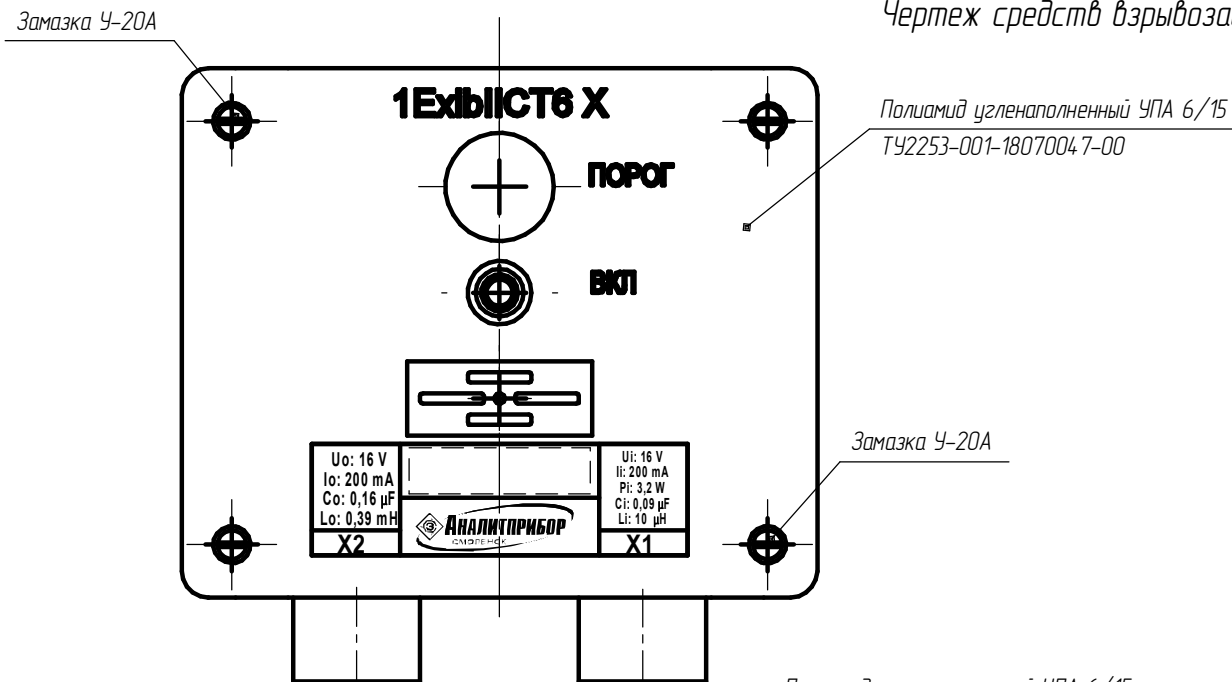 Чертеж средств
Замазка У-20А
1ExibIICT6 X
Полиамид угленаполненный УПА 6/15
ТУ2253-001-18070047-00
ПОРОГ
ВКЛ
Замазка У-20А
Uo: 16 V
Io: 200 mA
Co: 0,16 µF
Lo: 0,39 mH
X2
АНАЛИТПРИБОР
СМОЛЕНСК
Ui: 16 V
Ii: 200 mA
Pi: 3,2 W
Ci: 0,09 µF
Li: 10 µH
X1